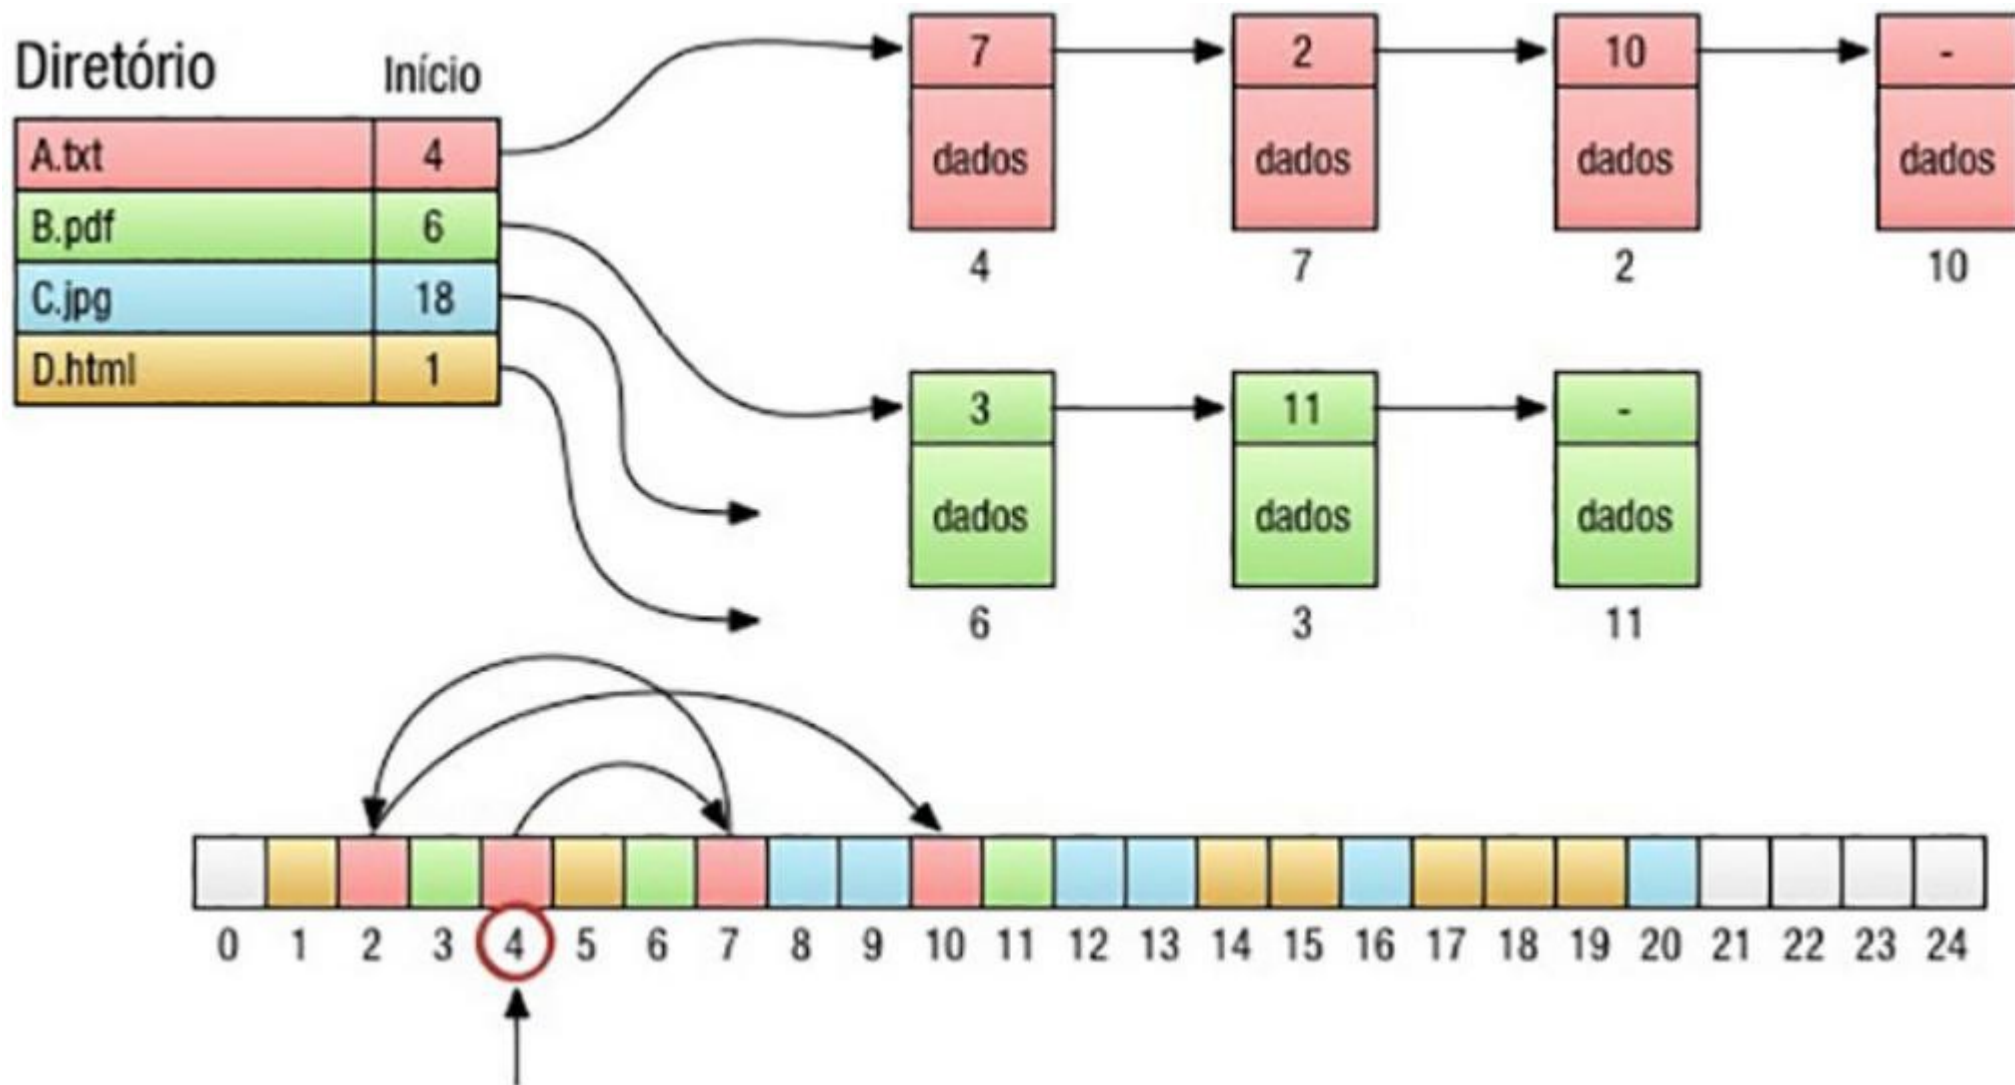 Diretório Início
A.txt 4
B.pdf 6
C.jpg 18
D.html 1
7 2 10 -
dados dados dados dados
4 7 2 10
3 11 -
dados dados dados
6 3 11
0 1 2 3 4 5 6 7 8 9 10 11 12 13 14 15 16 17 18 19 20 21 22 23 24